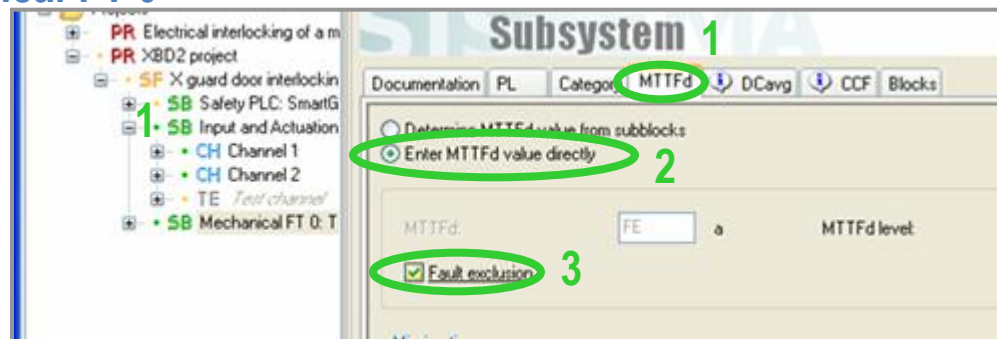 Projects
PR Electrical interlocking of a m
PR XBD2 project
SF X guard door interlockin
SB Safety PLC: SmartG
1 SB Input and Actuation
CH Channel 1
CH Channel 2
TE Test channel
SB Mechanical FT 0: T
Subsystem 1
Documentation PL Category MTTFd DCavg CCF Blocks
Determine MTTFd value from subblocks
Enter MTTFd value directly 2
MTTFd: FE a MTTFd level:
Fault exclusion 3